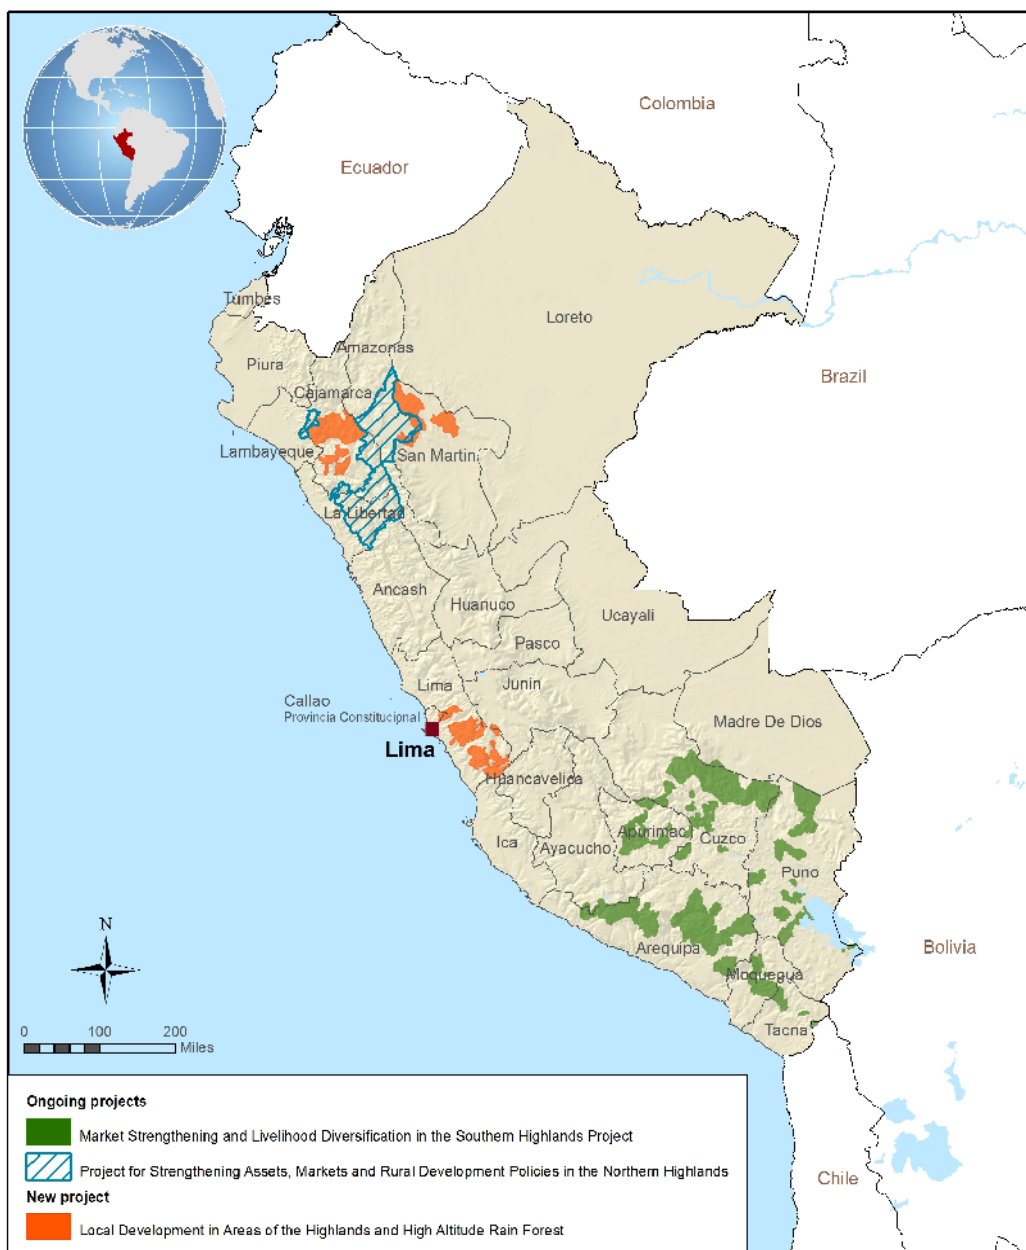 Colombia
Ecuador
Tumbes
Loreto
Amazonas
Piura
Brazil
Cajamarca
Lambayeque
San Martin
La Libertad
Ancash
Huanuco
Ucayali
Pasco
Lima
Junin
Callao
Provincia Constitucipnal
Madre De Dios
Lima
Huancavelica
Apurimac
Cuzco
Ica
Ayacucho
Puno
N
Arequipa
Bolivia
Moquegua
Tacna
0 100 200
Miles
Ongoing projects
Market Strengthening and Livelihood Diversification in the Southern Highlands Project
Project for Strengthening Assets, Markets and Rural Development Policies in the Northern Highlands
New project
Local Development in Areas of the Highlands and High Altitude Rain Forest
Chile